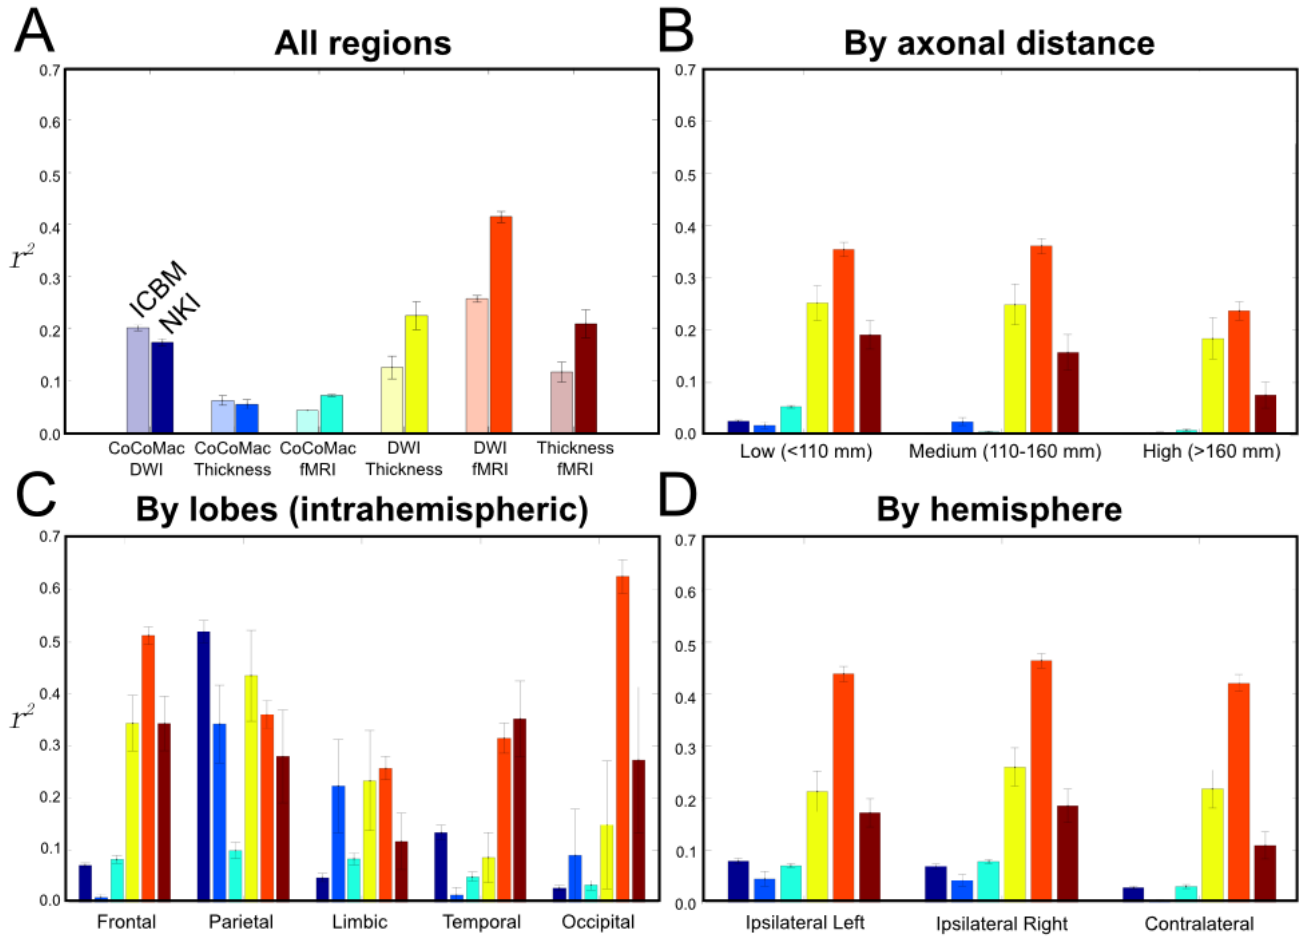 A
All regions
0.7
0.6
0.5
0.4
0.3
0.2
0.1
0.0
r²
ICBM
NKI
CoCoMac DWI
CoCoMac Thickness
CoCoMac fMRI
DWI Thickness
DWI fMRI
Thickness fMRI
B
By axonal distance
0.7
0.6
0.5
0.4
0.3
0.2
0.1
0.0
Low (<110 mm)
Medium (110-160 mm)
High (>160 mm)
C
By lobes (intrahemispheric)
0.7
0.6
0.5
0.4
0.3
0.2
0.1
0.0
r²
Frontal
Parietal
Limbic
Temporal
Occipital
D
By hemisphere
0.7
0.6
0.5
0.4
0.3
0.2
0.1
0.0
Ipsilateral Left
Ipsilateral Right
Contralateral